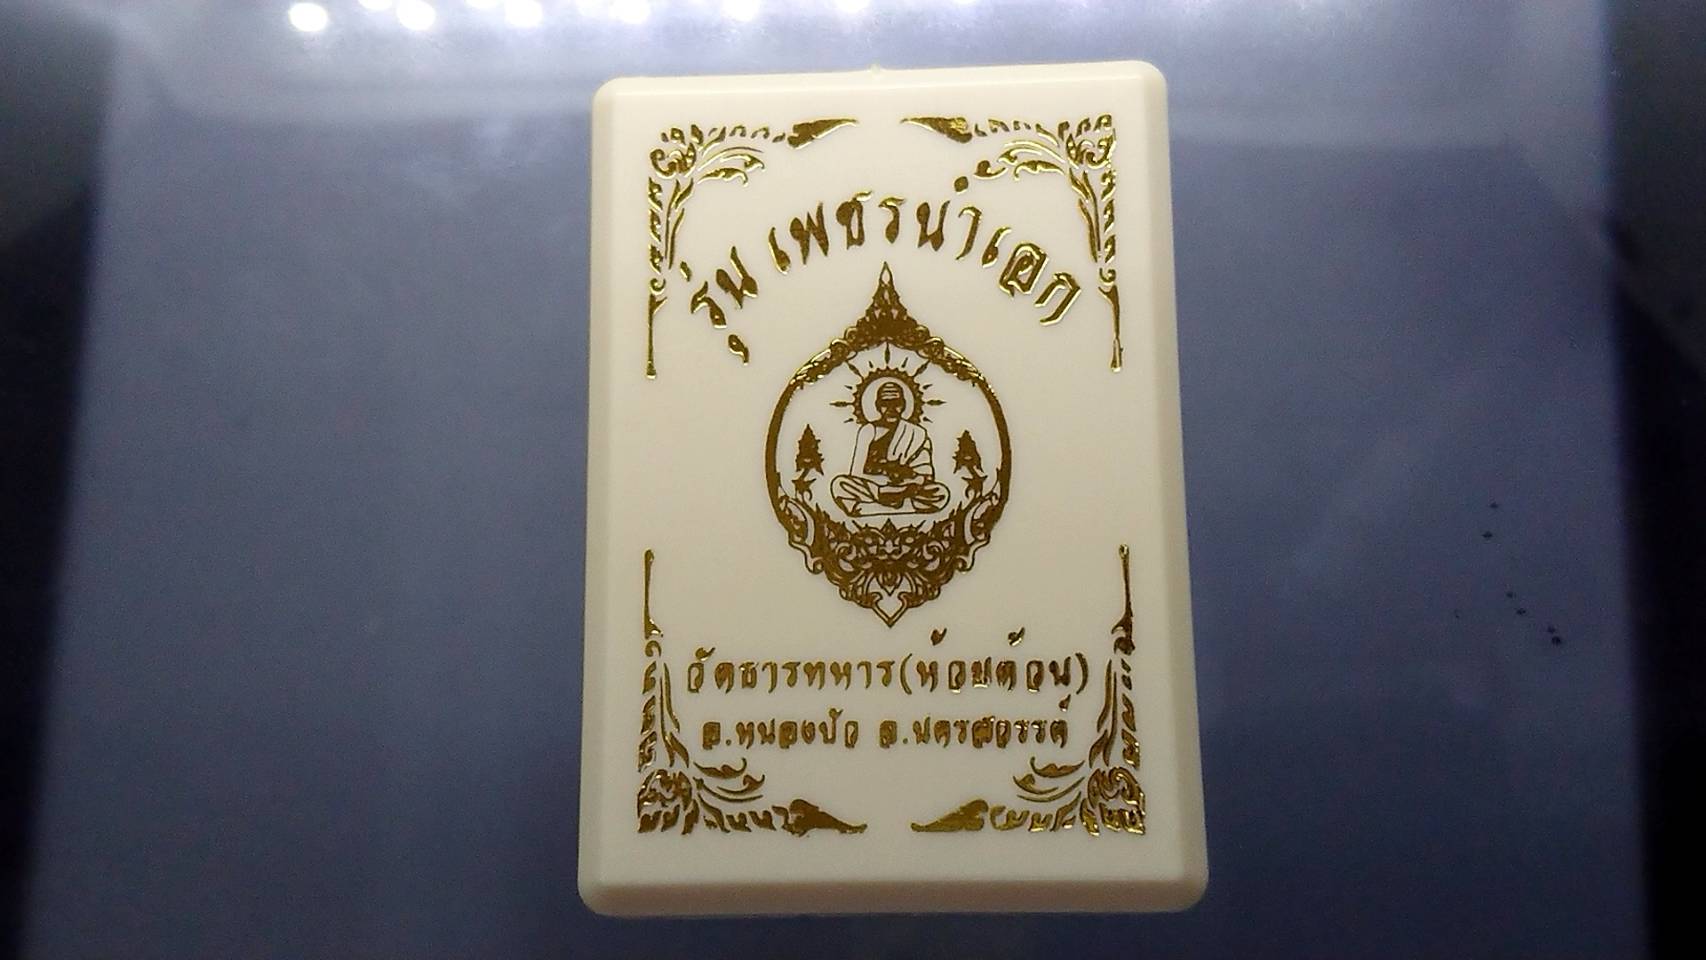 รุ่น เพชรน้ำเอก
วัดธารทหาร(ห้วยด้วน)
อ.หนองบัว จ.นครสวรรค์